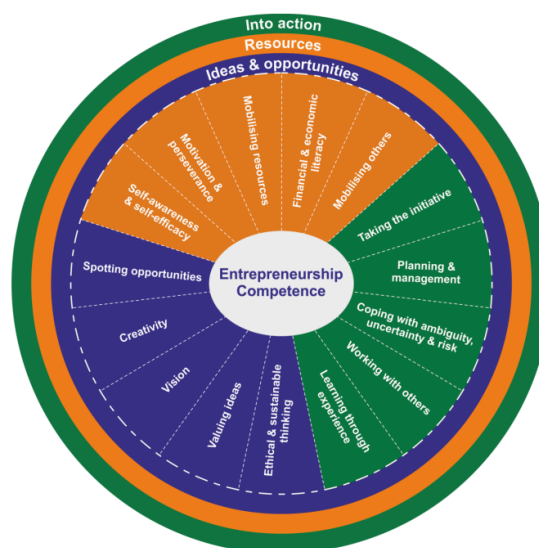 Into action
Resources
Ideas & opportunities
Self-awareness
& self-efficacy
Motivation &
perseverance
Mobilising resources
Financial & economic
literacy
Mobilising others
Taking the initiative
Planning &
management
Coping with ambiguity,
uncertainty & risk
Working with others
Learning through
experience
Ethical & sustainable
thinking
Valuing ideas
Vision
Creativity
Spotting opportunities
Entrepreneurship
Competence